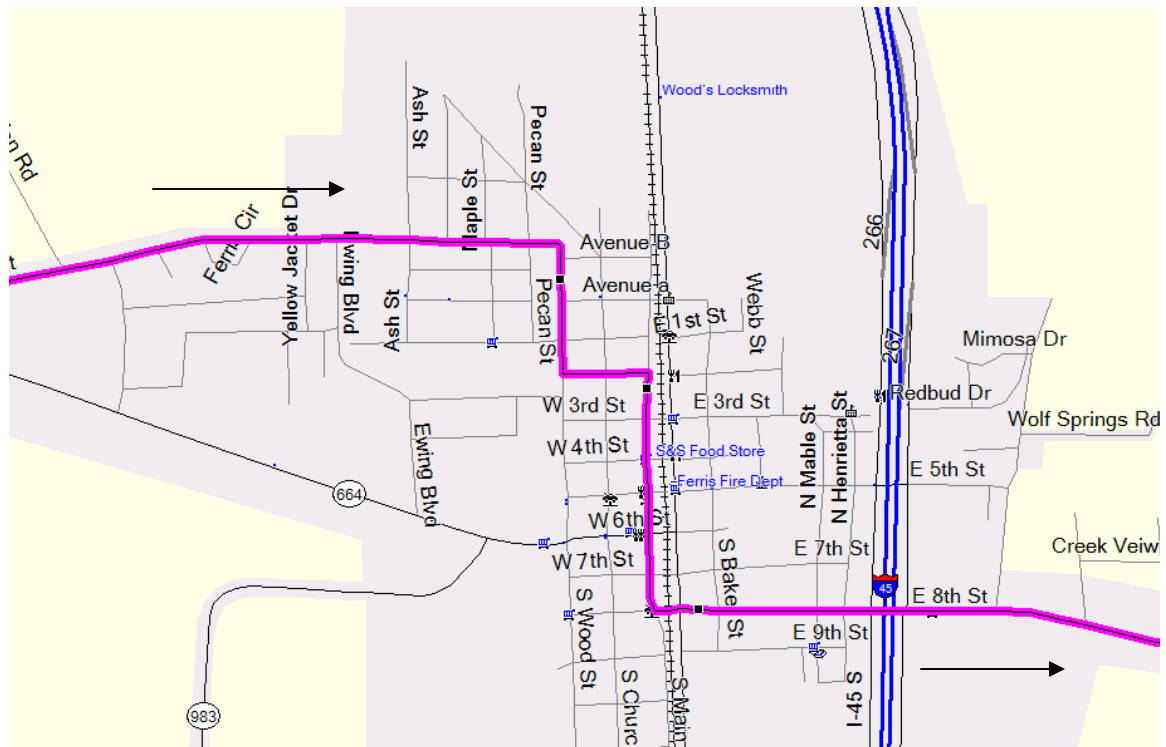 Wood's Locksmith
Ash St
Pecan St
Maple St
on Rd
Ferris Cir
Yellow Jacket Dr
Ewing Blvd
Avenue B
266
t
Avenue a
Ash St
Pecan St
E 1st St
Webb St
267
Mimosa Dr
Redbud Dr
W 3rd St
E 3rd St
Wolf Springs Rd
W 4th St
S&S Food Store
N Mable St
N Henrietta St
E 5th St
Ewing Blvd
664
Ferris Fire Dept
W 6th St
W 7th St
E 7th St
Creek Veiw
S Bake St
45
E 8th St
S Wood St
E 9th St
S Churc
S Main
I-45 S
983